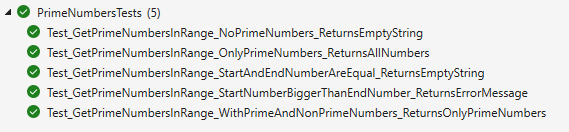 PrimeNumbersTests (5)
Test_GetPrimeNumbersInRange_NoPrimeNumbers_ReturnsEmptyString
Test_GetPrimeNumbersInRange_OnlyPrimeNumbers_ReturnsAllNumbers
Test_GetPrimeNumbersInRange_StartAndEndNumberAreEqual_ReturnsEmptyString
Test_GetPrimeNumbersInRange_StartNumberBiggerThanEndNumber_ReturnsErrorMessage
Test_GetPrimeNumbersInRange_WithPrimeAndNonPrimeNumbers_ReturnsOnlyPrimeNumbers